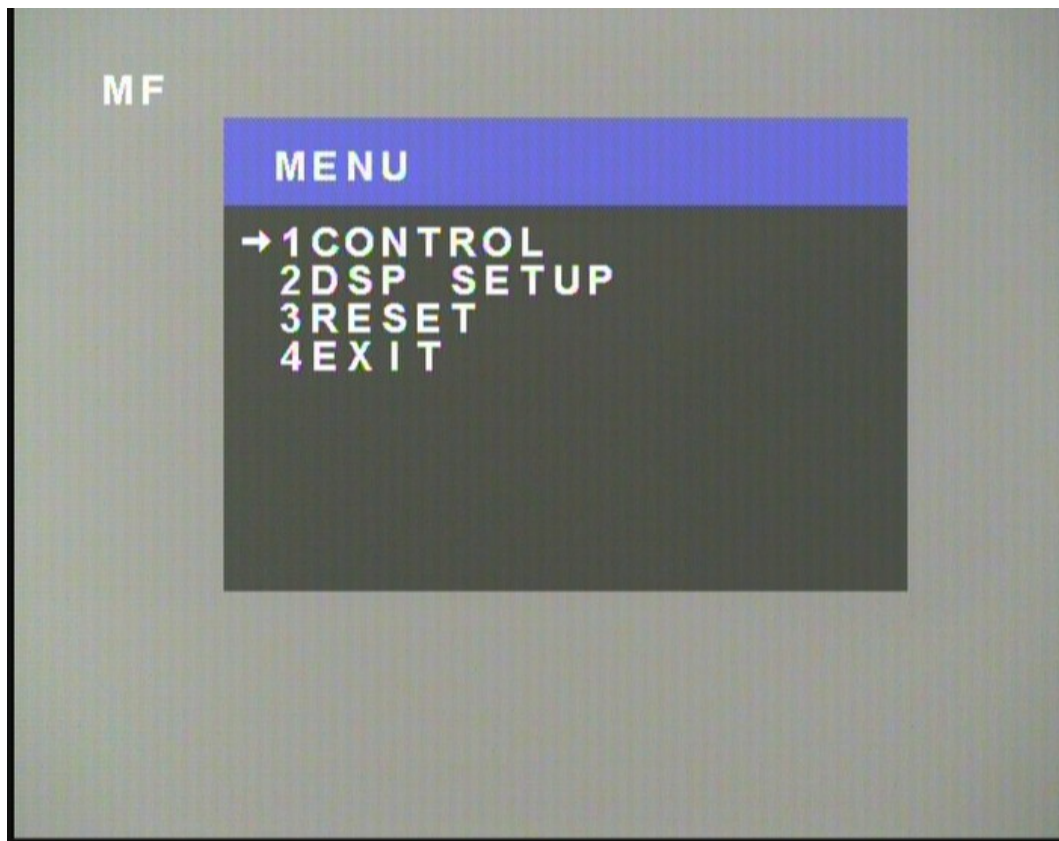 MF
MENU
→1CONTROL
2DSP SETUP
3RESET
4EXIT